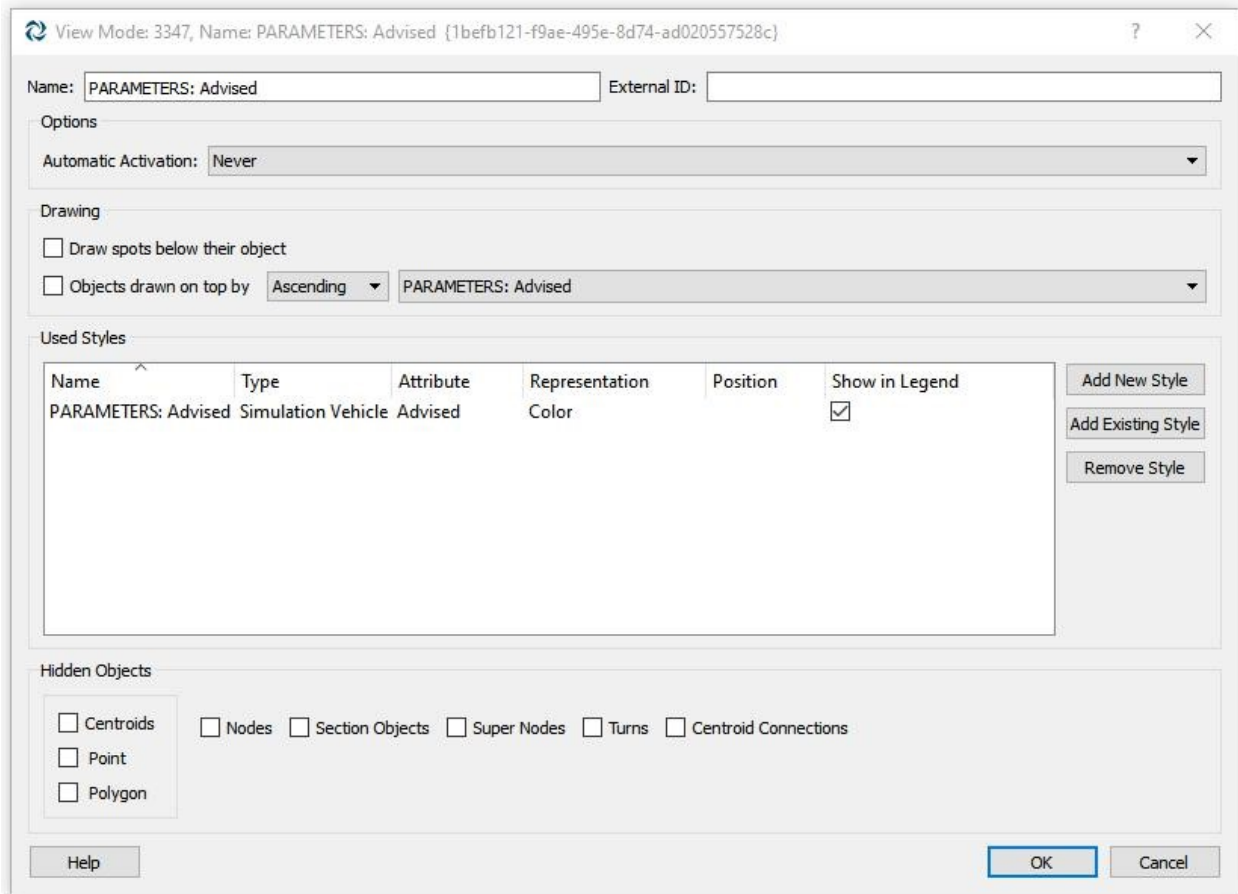 View Mode: 3347, Name: PARAMETERS: Advised {1befb121-f9ae-495e-8d74-ad020557528c} ?
Name: PARAMETERS: Advised External ID:
Options
Automatic Activation: Never
Drawing
Draw spots below their object
Objects drawn on top by Ascending PARAMETERS: Advised
Used Styles
Name Type Attribute Representation Position Show in Legend
PARAMETERS: Advised Simulation Vehicle Advised Color
Add New Style
Add Existing Style
Remove Style
Hidden Objects
Centroids
Point
Polygon
Nodes Section Objects Super Nodes Turns Centroid Connections
Help OK Cancel